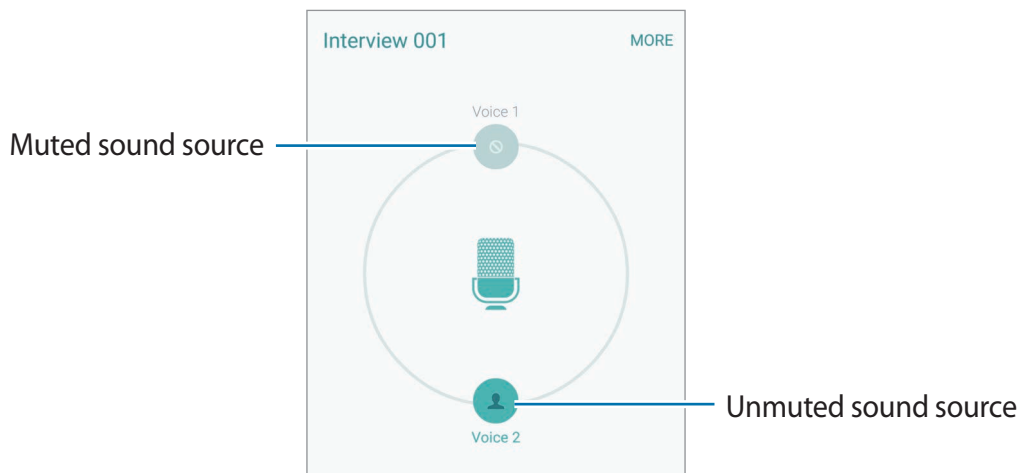 Interview 001
MORE
Voice 1
Muted sound source
Unmuted sound source
Voice 2